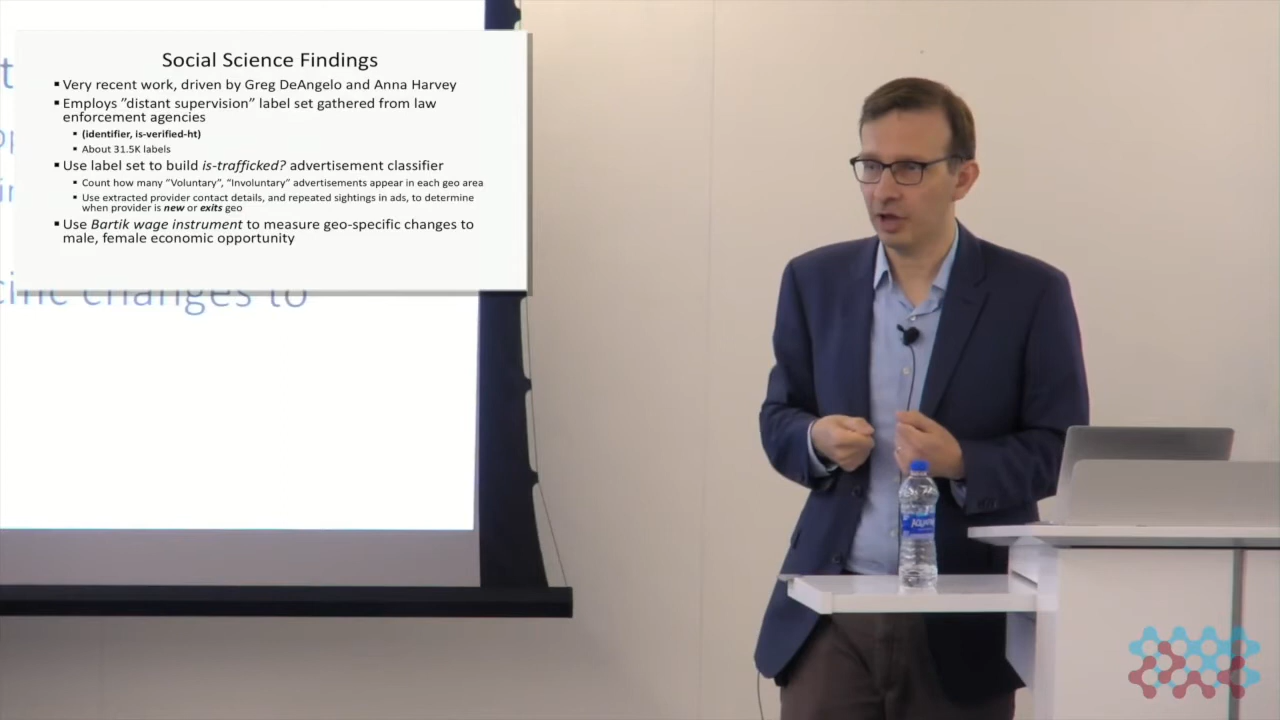 Social Science Findings
▪ Very recent work, driven by Greg DeAngelo and Anna Harvey
▪ Employs ”distant supervision” label set gathered from law
enforcement agencies
▪ (identifier, is-verified-ht)
▪ About 31.5K labels
▪ Use label set to build is-trafficked? advertisement classifier
▪ Count how many “Voluntary”, “Involuntary” advertisements appear in each geo area
▪ Use extracted provider contact details, and repeated sightings in ads, to determine
when provider is new or exits geo
▪ Use Bartik wage instrument to measure geo-specific changes to
male, female economic opportunity
changes to